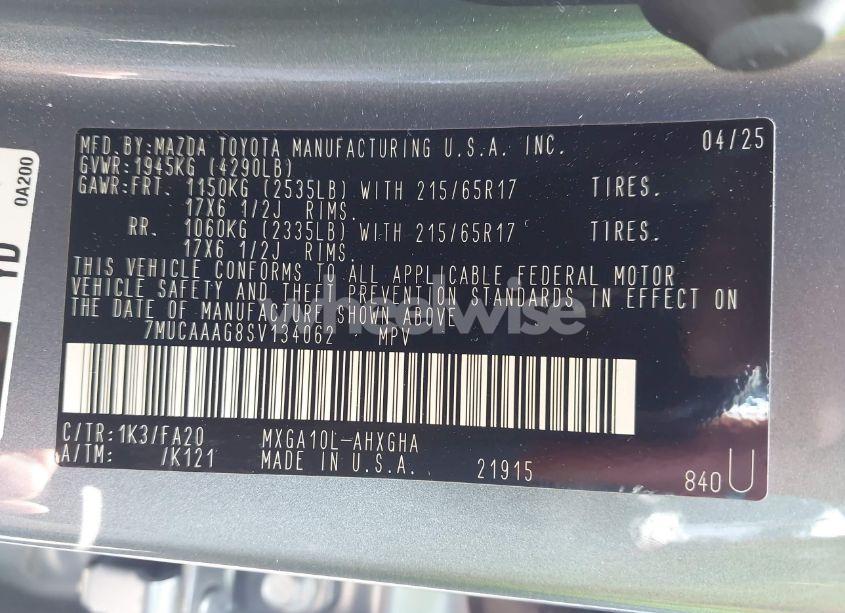 MFD.BY:MAZDA TOYOTA MANUFACTURING U.S.A. INC. 04/25
GVWR:1945KG (4290LB)
GAWR:FRT. 1150KG (2535LB) WITH 215/65R17 TIRES.
17X6 1/2J RIMS.
RR. 1060KG (2335LB) WITH 215/65R17 TIRES.
17X6 1/2J RIMS.
THIS VEHICLE CONFORMS TO ALL APPLICABLE FEDERAL MOTOR
VEHICLE SAFETY AND THEFT PREVENTION STANDARDS IN EFFECT ON
THE DATE OF MANUFACTURE SHOWN ABOVE
7MUCAAAG8SV134062 MPV
C/TR:1K3/FA20 MXGA10L-AHXGHA
A/TM: /K121 MADE IN U.S.A. 21915 840U
0A200
YD
wheelwise